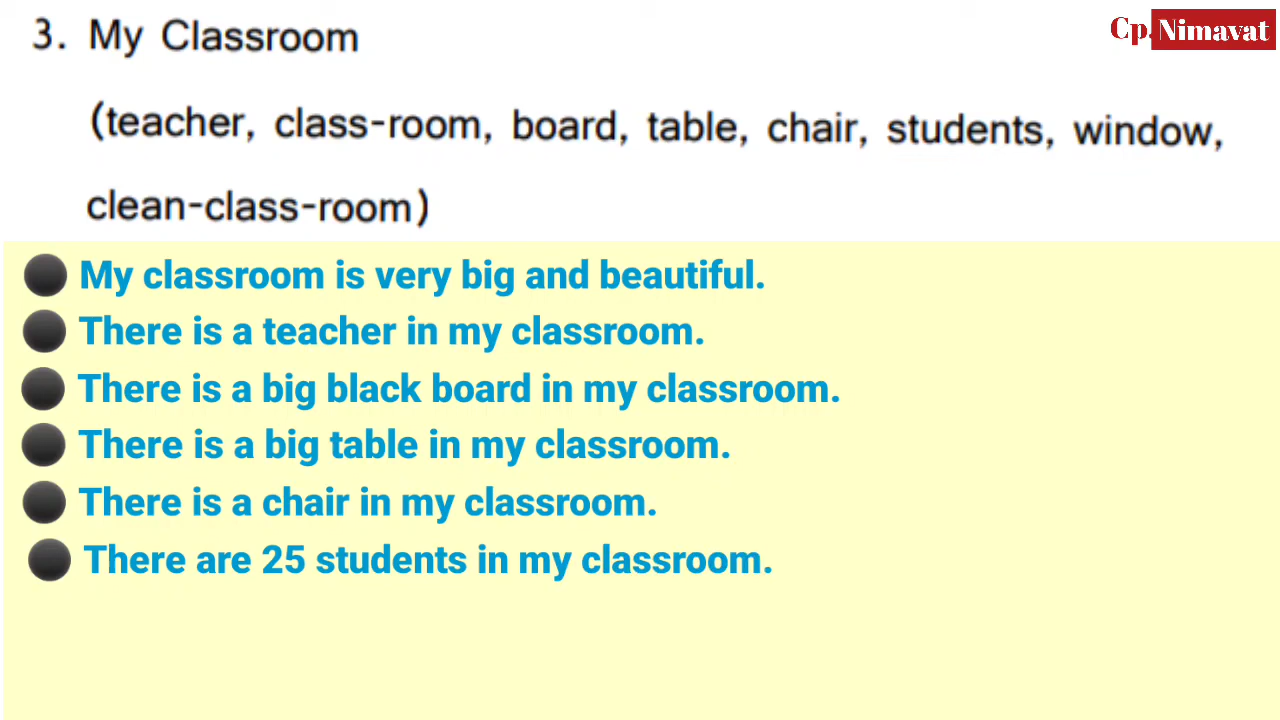 3. My Classroom
Cp. Nimavat
(teacher, class-room, board, table, chair, students, window,
clean-class-room)
My classroom is very big and beautiful.
There is a teacher in my classroom.
There is a big black board in my classroom.
There is a big table in my classroom.
There is a chair in my classroom.
There are 25 students in my classroom.